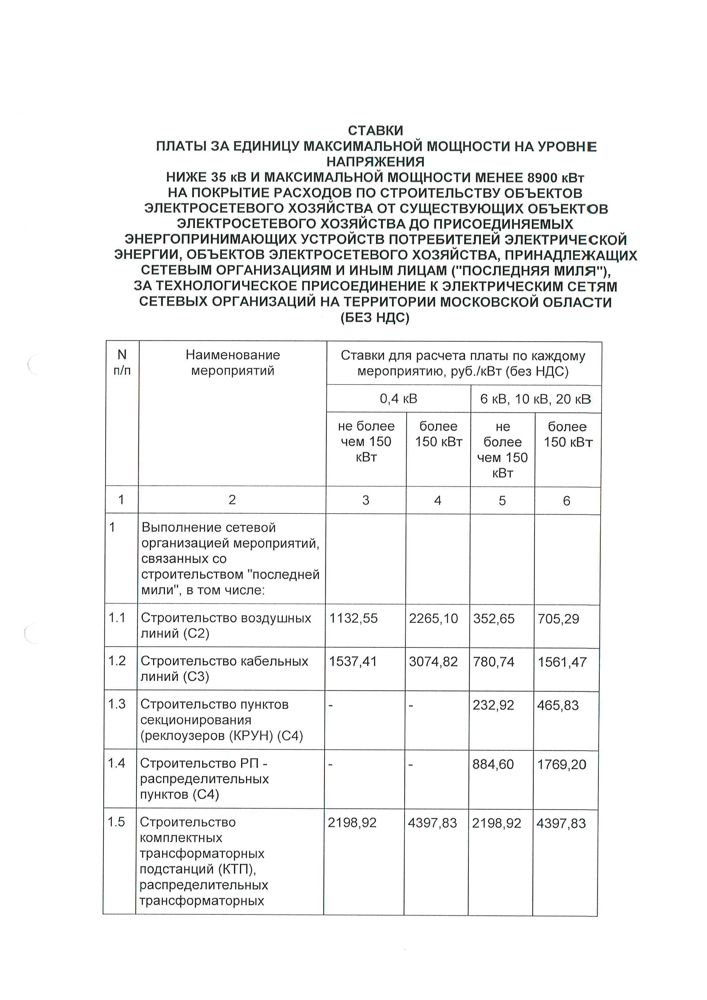 СТАВКИ
ПЛАТЫ ЗА ЕДИНИЦУ МАКСИМАЛЬНОЙ МОЩНОСТИ НА УРОВНЕ
НАПРЯЖЕНИЯ
НИЖЕ 35 кВ И МАКСИМАЛЬНОЙ МОЩНОСТИ МЕНЕЕ 8900 кВт
НА ПОКРЫТИЕ РАСХОДОВ ПО СТРОИТЕЛЬСТВУ ОБЪЕКТОВ
ЭЛЕКТРОСЕТЕВОГО ХОЗЯЙСТВА ОТ СУЩЕСТВУЮЩИХ ОБЪЕКТОВ
ЭЛЕКТРОСЕТЕВОГО ХОЗЯЙСТВА ДО ПРИСОЕДИНЯЕМЫХ
ЭНЕРГОПРИНИМАЮЩИХ УСТРОЙСТВ ПОТРЕБИТЕЛЕЙ ЭЛЕКТРИЧЕСКОЙ
ЭНЕРГИИ, ОБЪЕКТОВ ЭЛЕКТРОСЕТЕВОГО ХОЗЯЙСТВА, ПРИНАДЛЕЖАЩИХ
СЕТЕВЫМ ОРГАНИЗАЦИЯМ И ИНЫМ ЛИЦАМ ("ПОСЛЕДНЯЯ МИЛЯ"),
ЗА ТЕХНОЛОГИЧЕСКОЕ ПРИСОЕДИНЕНИЕ К ЭЛЕКТРИЧЕСКИМ СЕТЯМ
СЕТЕВЫХ ОРГАНИЗАЦИЙ НА ТЕРРИТОРИИ МОСКОВСКОЙ ОБЛАСТИ
(БЕЗ НДС)
N
п/п
Наименование
мероприятий
Ставки для расчета платы по каждому
мероприятию, руб./кВт (без НДС)
0,4 кВ
6 кВ, 10 кВ, 20 кВ
не более
чем 150
кВт
более
150 кВт
не
более
чем 150
кВт
более
150 кВт
1 2 3 4 5 6
1 Выполнение сетевой
организацией мероприятий,
связанных со
строительством "последней
мили", в том числе:
1.1 Строительство воздушных 1132,55 2265,10 352,65 705,29
линий (С2)
1.2 Строительство кабельных 1537,41 3074,82 780,74 1561,47
линий (С3)
1.3 Строительство пунктов - - 232,92 465,83
секционирования
(реклоузеров (КРУН) (С4)
1.4 Строительство РП - - - 884,60 1769,20
распределительных
пунктов (С4)
1.5 Строительство 2198,92 4397,83 2198,92 4397,83
комплектных
трансформаторных
подстанций (КТП),
распределительных
трансформаторных